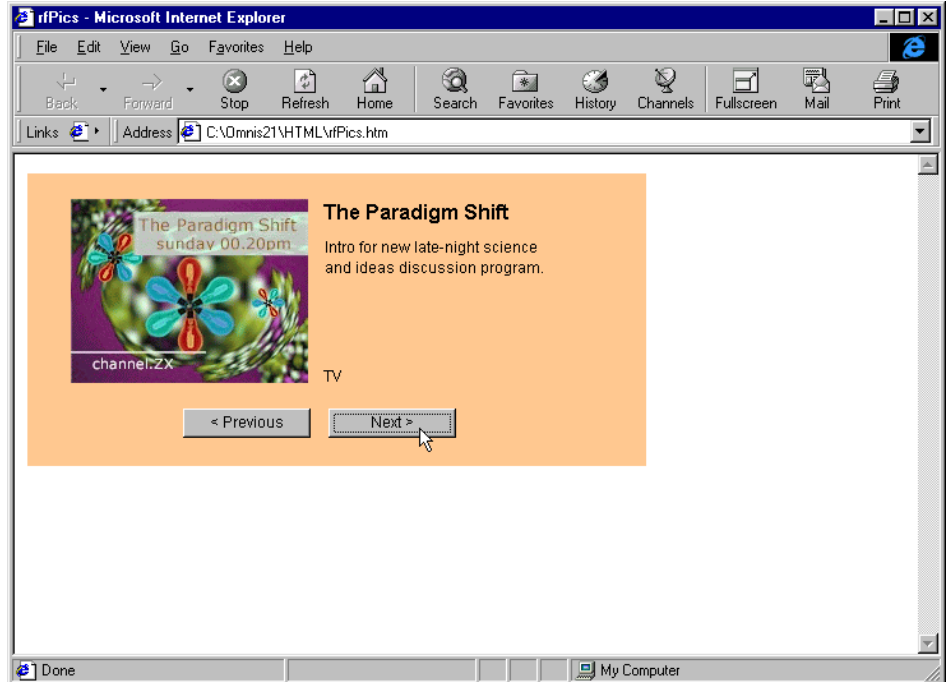 rfPics - Microsoft Internet Explorer
File Edit View Go Favorites Help
Back Forward Stop Refresh Home Search Favorites History Channels Fullscreen Mail Print
Links Address C:\Omnis21\HTML\rfPics.htm
The Paradigm Shift
sunday 00.20pm
channel.ZX
The Paradigm Shift
Intro for new late-night science
and ideas discussion program.
TV
< Previous Next >
Done My Computer